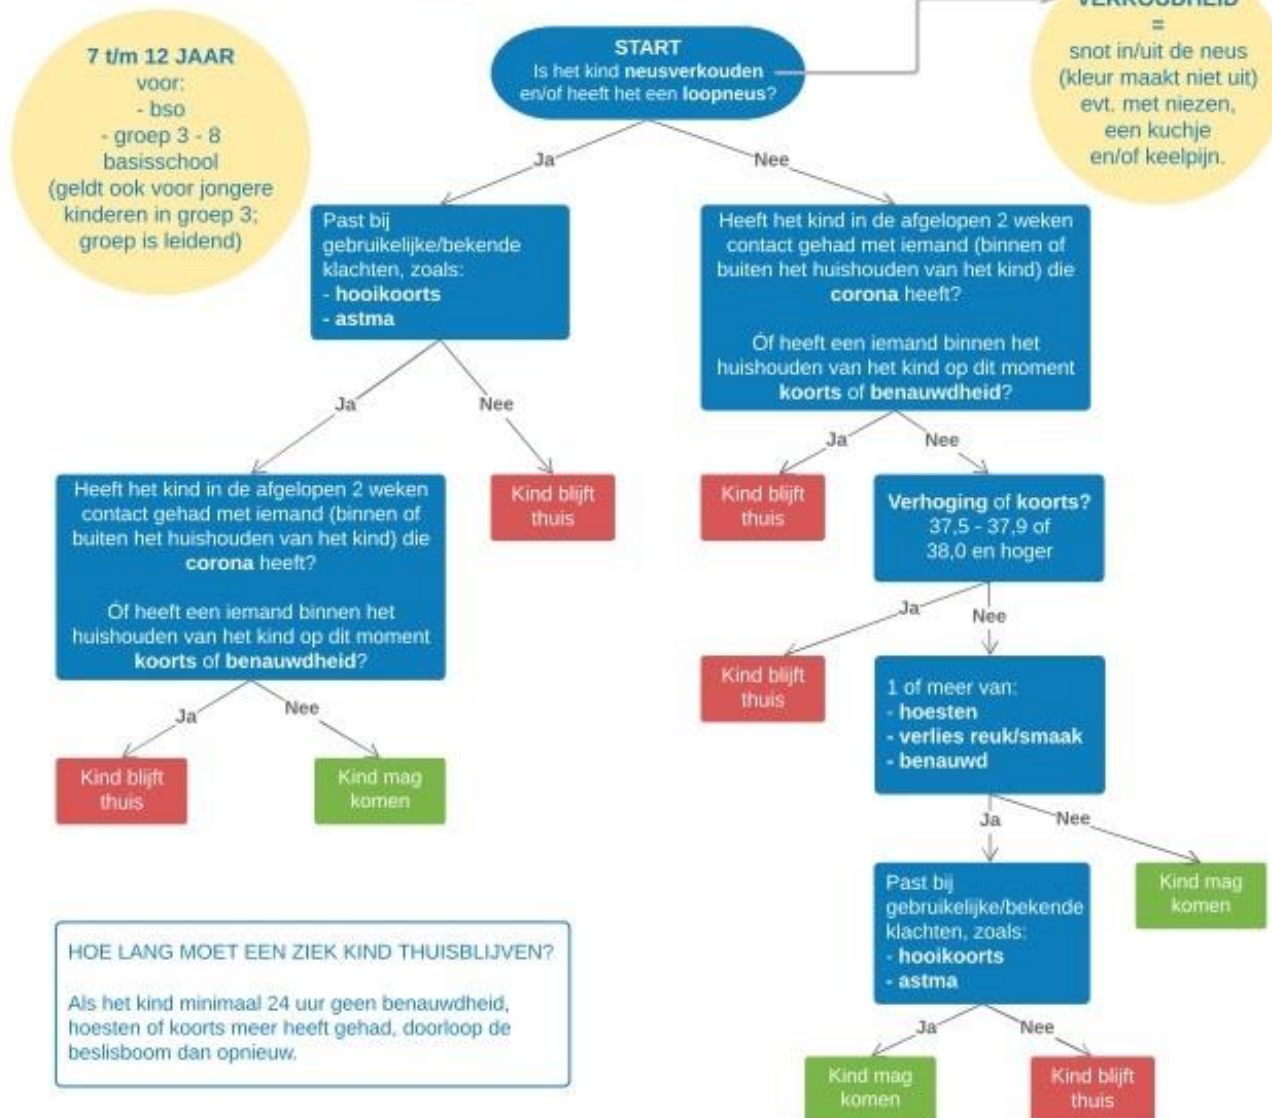 7 t/m 12 JAAR
voor:
- bso
- groep 3 - 8
basisschool
(geldt ook voor jongere
kinderen in groep 3;
groep is leidend)
START
Is het kind neusverkouden
en/of heeft het een loopneus?
VERKOUDHEID
=
snot in/uit de neus
(kleur maakt niet uit)
evt. met niezen,
een kuchje
en/of keelpijn.
Ja
Nee
Past bij
gebruikelijke/bekende
klachten, zoals:
- hooikoorts
- astma
Heeft het kind in de afgelopen 2 weken
contact gehad met iemand (binnen of
buiten het huishouden van het kind) die
corona heeft?
Óf heeft een iemand binnen het
huishouden van het kind op dit moment
koorts of benauwdheid?
Ja
Nee
Ja
Nee
Heeft het kind in de afgelopen 2 weken
contact gehad met iemand (binnen of
buiten het huishouden van het kind) die
corona heeft?
Óf heeft een iemand binnen het
huishouden van het kind op dit moment
koorts of benauwdheid?
Kind blijft
thuis
Kind blijft
thuis
Verhoging of koorts?
37,5 - 37,9 of
38,0 en hoger
Ja
Nee
Kind blijft
thuis
1 of meer van:
- hoesten
- verlies reuk/smaak
- benauwd
Ja
Nee
Kind blijft
thuis
Kind mag
komen
Ja
Nee
Past bij
gebruikelijke/bekende
klachten, zoals:
- hooikoorts
- astma
Kind mag
komen
HOE LANG MOET EEN ZIEK KIND THUISBLIJVEN?
Als het kind minimaal 24 uur geen benauwdheid,
hoesten of koorts meer heeft gehad, doorloop de
beslisboom dan opnieuw.
Ja
Nee
Kind mag
komen
Kind blijft
thuis